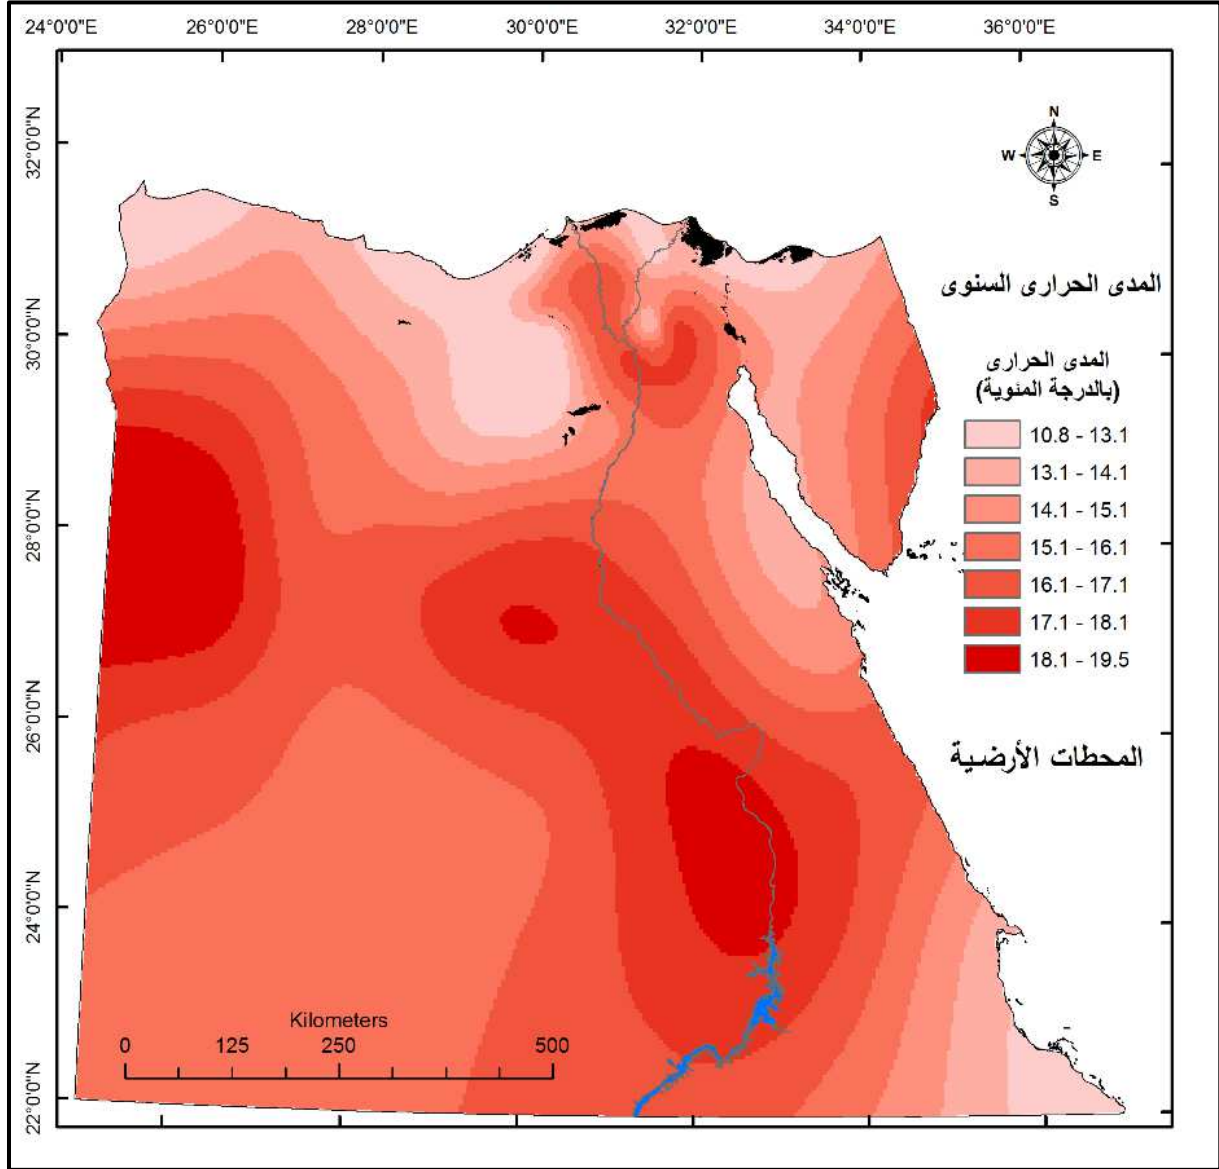 24°0'0"E 26°0'0"E 28°0'0"E 30°0'0"E 32°0'0"E 34°0'0"E 36°0'0"E
32°0'0"N
30°0'0"N
28°0'0"N
26°0'0"N
24°0'0"N
22°0'0"N
N
W E
S
المدى الحرارى السنوى
المدى الحرارى
(بالدرجة المئوية)
10.8 - 13.1
13.1 - 14.1
14.1 - 15.1
15.1 - 16.1
16.1 - 17.1
17.1 - 18.1
18.1 - 19.5
المحطات الأرضية
Kilometers
0 125 250 500